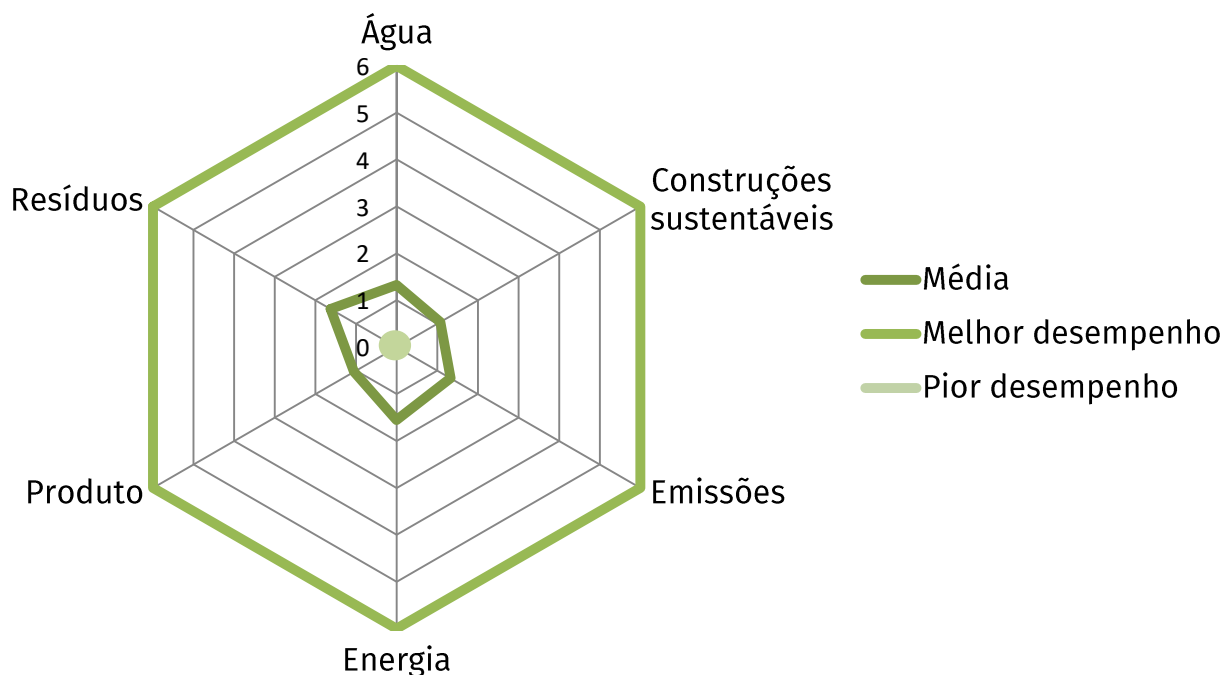 Água
6
5
4
3
2
1
0
Construções
sustentáveis
Emissões
Energia
Produto
Resíduos
Média
Melhor desempenho
Pior desempenho